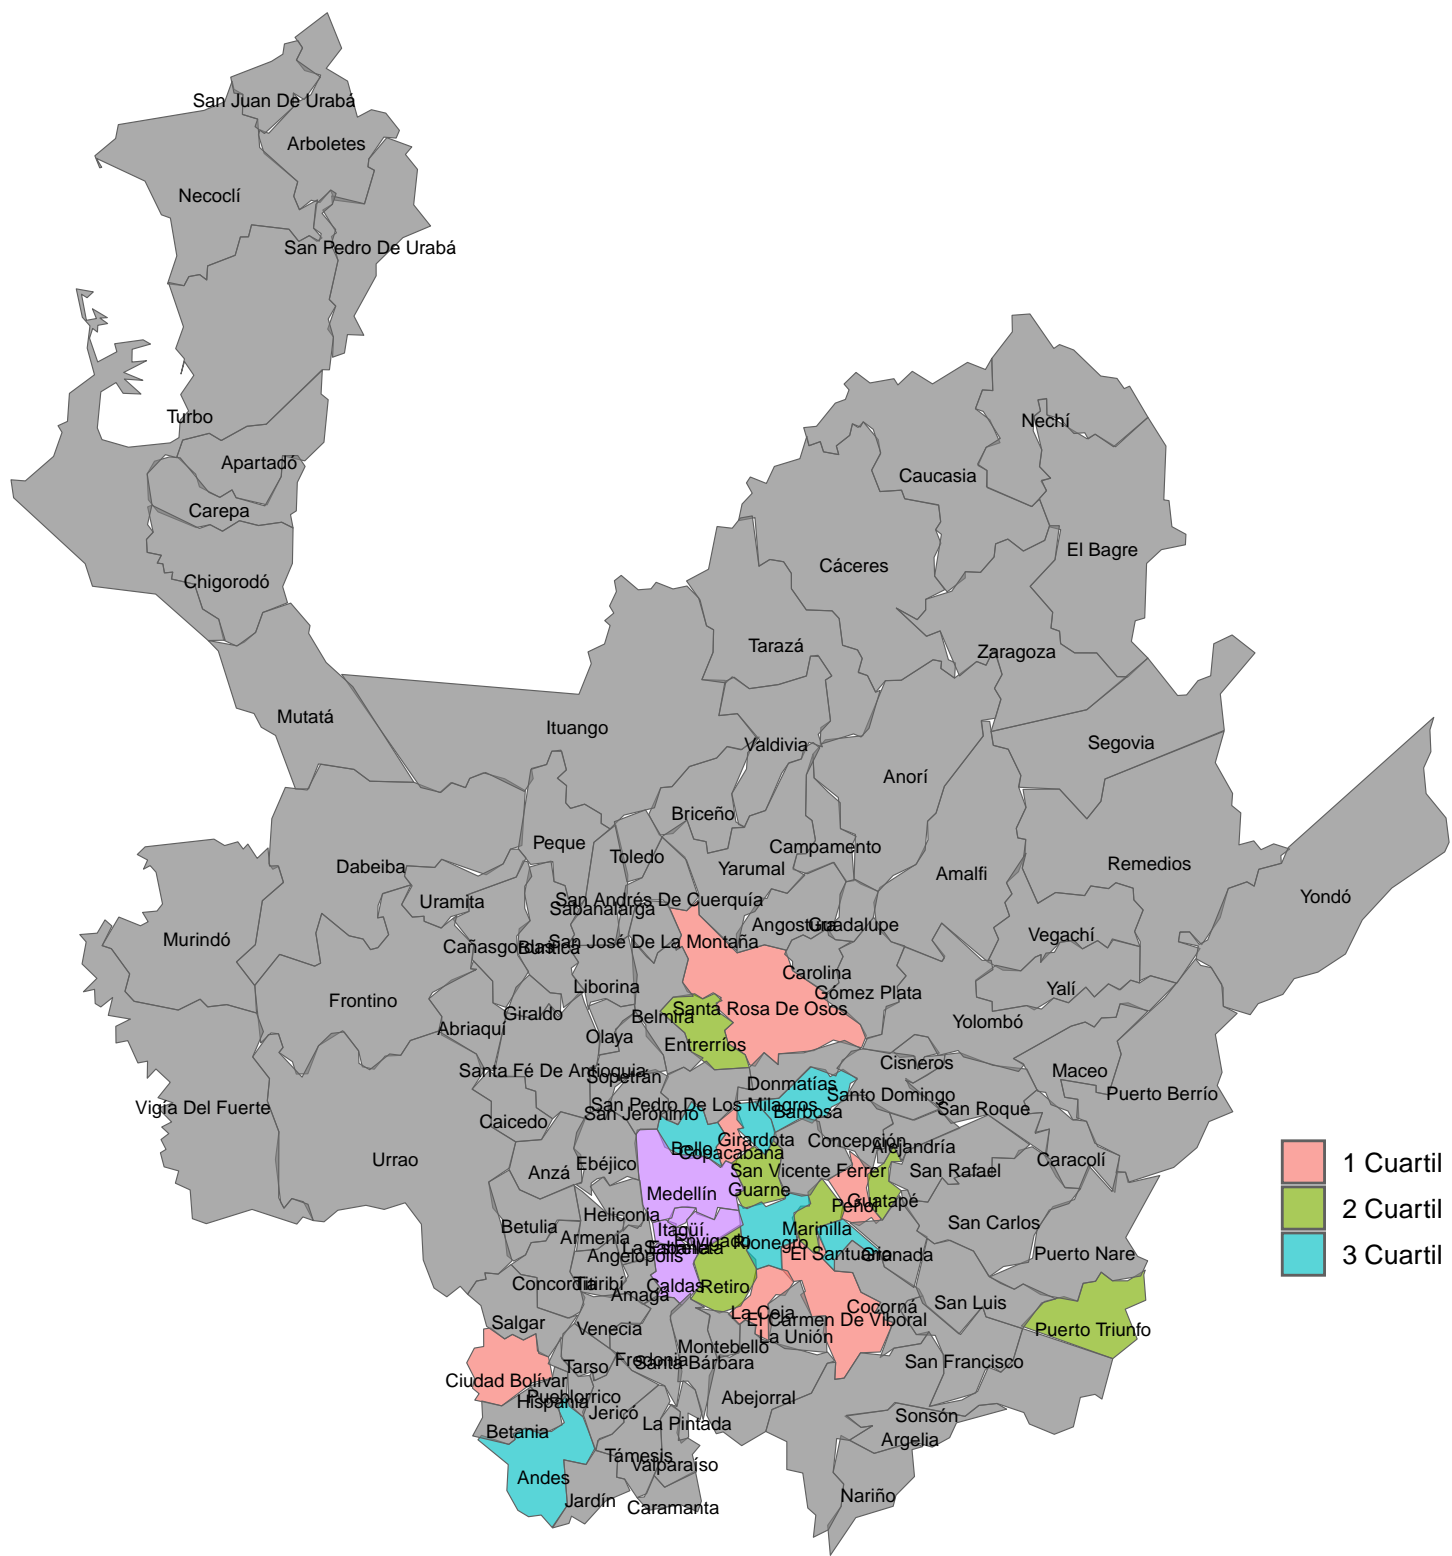 San Juan De Urabá
Arboletes
Necoclí
San Pedro De Urabá
Turbo
Apartadó
Carepa
Chigorodó
Mutatá
Nechí
Caucasia
El Bagre
Cáceres
Tarazá
Zaragoza
Ituango
Valdivia
Segovia
Anorí
Briceño
Peque
Toledo
Campamento
Dabeiba
Yarumal
Amalfi
Remedios
Yondó
Uramita
San Andrés De Cuerquía
Sabanalarga
Angostura
Guadalupe
Murindó
Cañasgordas
Buriticá
San José De La Montaña
Vegachí
Carolina
Liborina
Gómez Plata
Yalí
Frontino
Santa Rosa De Osos
Giraldo
Belmira
Abriaquí
Olaya
Yolombó
Entrerríos
Cisneros
Santa Fé De Antioquia
Sopetrán
Maceo
Donmatías
Santo Domingo
Puerto Berrío
Vigía Del Fuerte
San Pedro De Los Milagros
Barbosa
San Roque
San Jerónimo
Caicedo
Girardota
Concepción
Alejandría
Bello
Copacabana
Urrao
Ebéjico
Anzá
San Vicente Ferrer
San Rafael
Caracolí
1 Cuartil
Medellín
Guarne
Guatapé
Peñol
2 Cuartil
Heliconia
Betulia
Itagüí
Marinilla
San Carlos
Armenia
Envigado
Rionegro
La Estrella
Sabaneta
Angelópolis
El Santuario
Granada
Puerto Nare
3 Cuartil
Concordia
Titiribí
Caldas
Retiro
Amagá
La Ceja
Cocorná
San Luis
Salgar
El Carmen De Viboral
Venecia
La Unión
Puerto Triunfo
Montebello
Fredonia
Santa Bárbara
Tarso
San Francisco
Ciudad Bolívar
Pueblorrico
Hispania
Abejorral
Jericó
La Pintada
Sonsón
Betania
Argelia
Támesis
Valparaíso
Andes
Jardín
Caramanta
Nariño